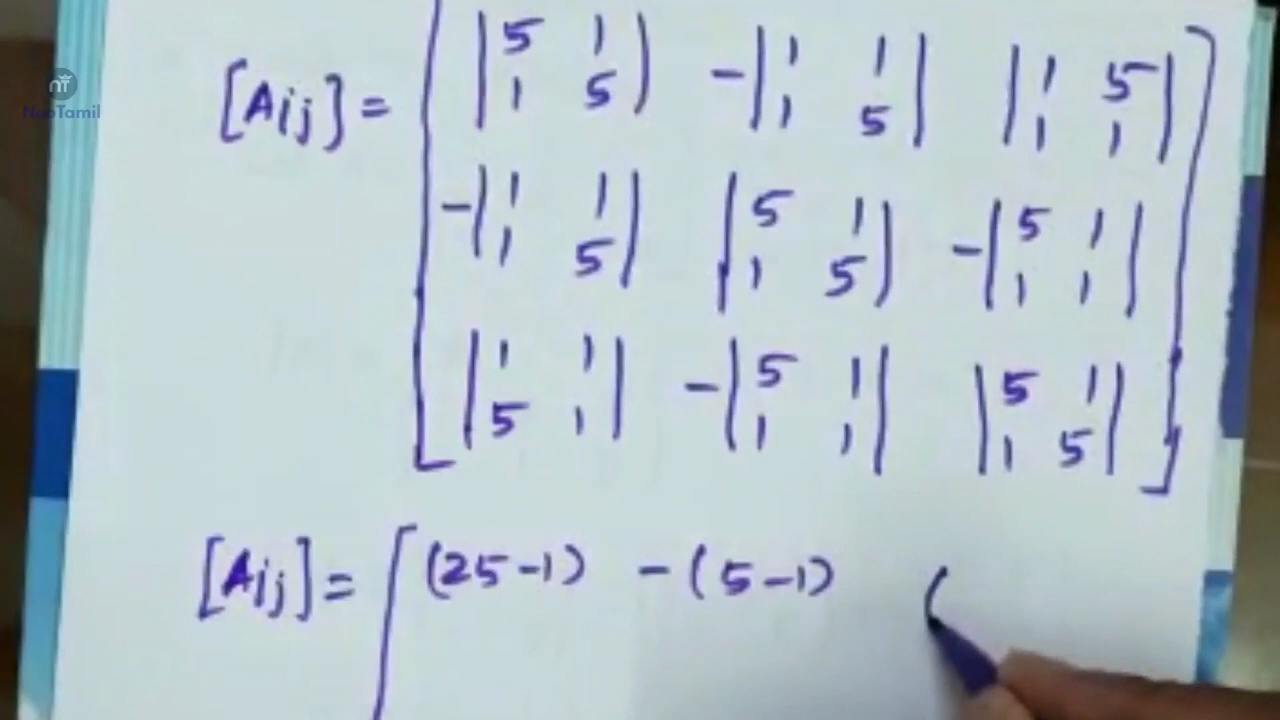 NeoTamil
[Aij] = [ |5 1| -|1 1| |1 5|
|1 5| |1 5| |1 1|
-|1 1| |5 1| -|5 1|
|1 5| |1 5| |1 1|
|1 1| -|5 1| |5 1|
|5 1| |1 1| |1 5| ]
[Aij] = [ (25-1) -(5-1) (